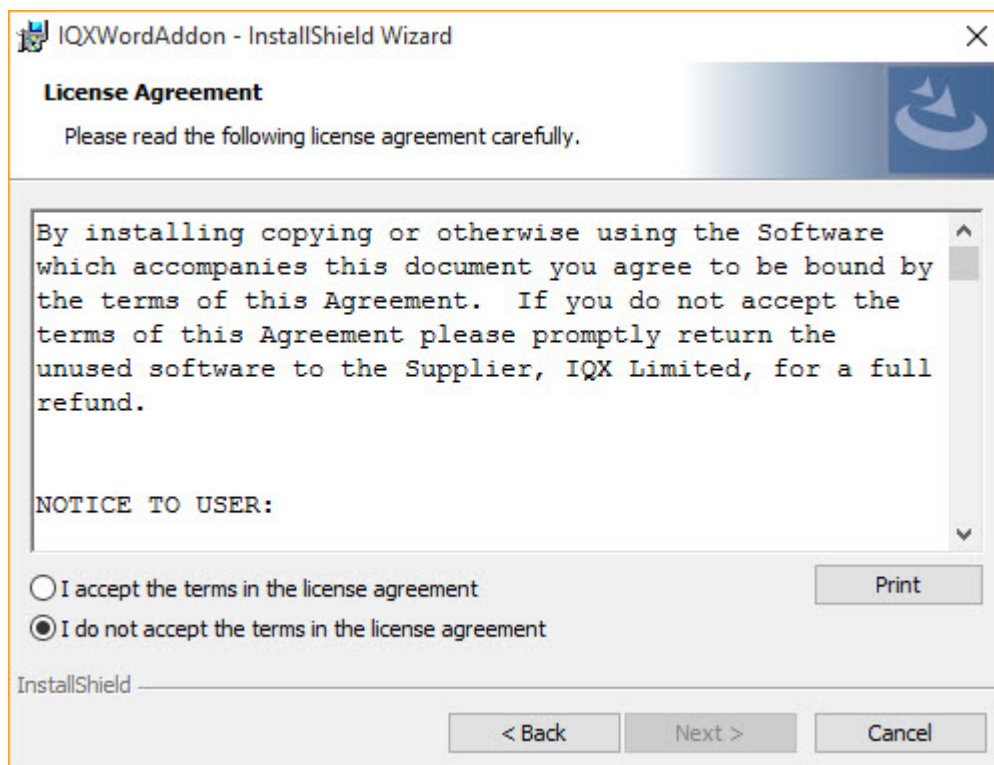 IQXWordAddon - InstallShield Wizard
License Agreement
Please read the following license agreement carefully.
By installing copying or otherwise using the Software
which accompanies this document you agree to be bound by
the terms of this Agreement.  If you do not accept the
terms of this Agreement please promptly return the
unused software to the Supplier, IQX Limited, for a full
refund.
NOTICE TO USER:
I accept the terms in the license agreement
Print
I do not accept the terms in the license agreement
InstallShield
< Back
Next >
Cancel